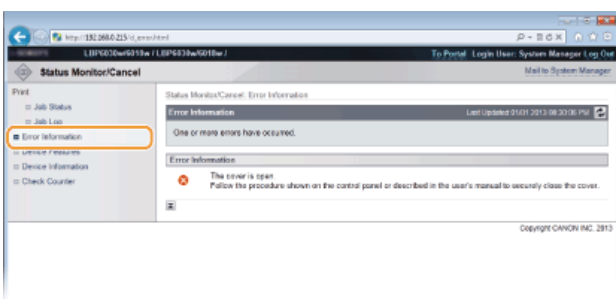 http://192.168.0.215/d_error.html
LBP6030w/6018w / LBP6030w/6018w /
To Portal Login User: System Manager Log Out
Status Monitor/Cancel
Mail to System Manager
Print
Job Status
Job Log
Error Information
Device Features
Device Information
Check Counter
Status Monitor/Cancel: Error Information
Error Information
Last Updated 01/01 2013 08:33:06 PM
One or more errors have occurred.
Error Information
The cover is open.
Follow the procedure shown on the control panel or described in the user's manual to securely close the cover.
Copyright CANON INC. 2013